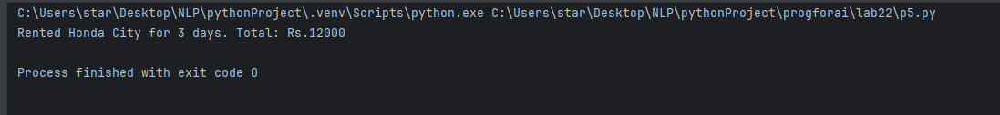 C:\Users\star\Desktop\NLP\pythonProject\.venv\Scripts\python.exe C:\Users\star\Desktop\NLP\pythonProject\progforai\lab22\p5.py
Rented Honda City for 3 days. Total: Rs.12000
Process finished with exit code 0